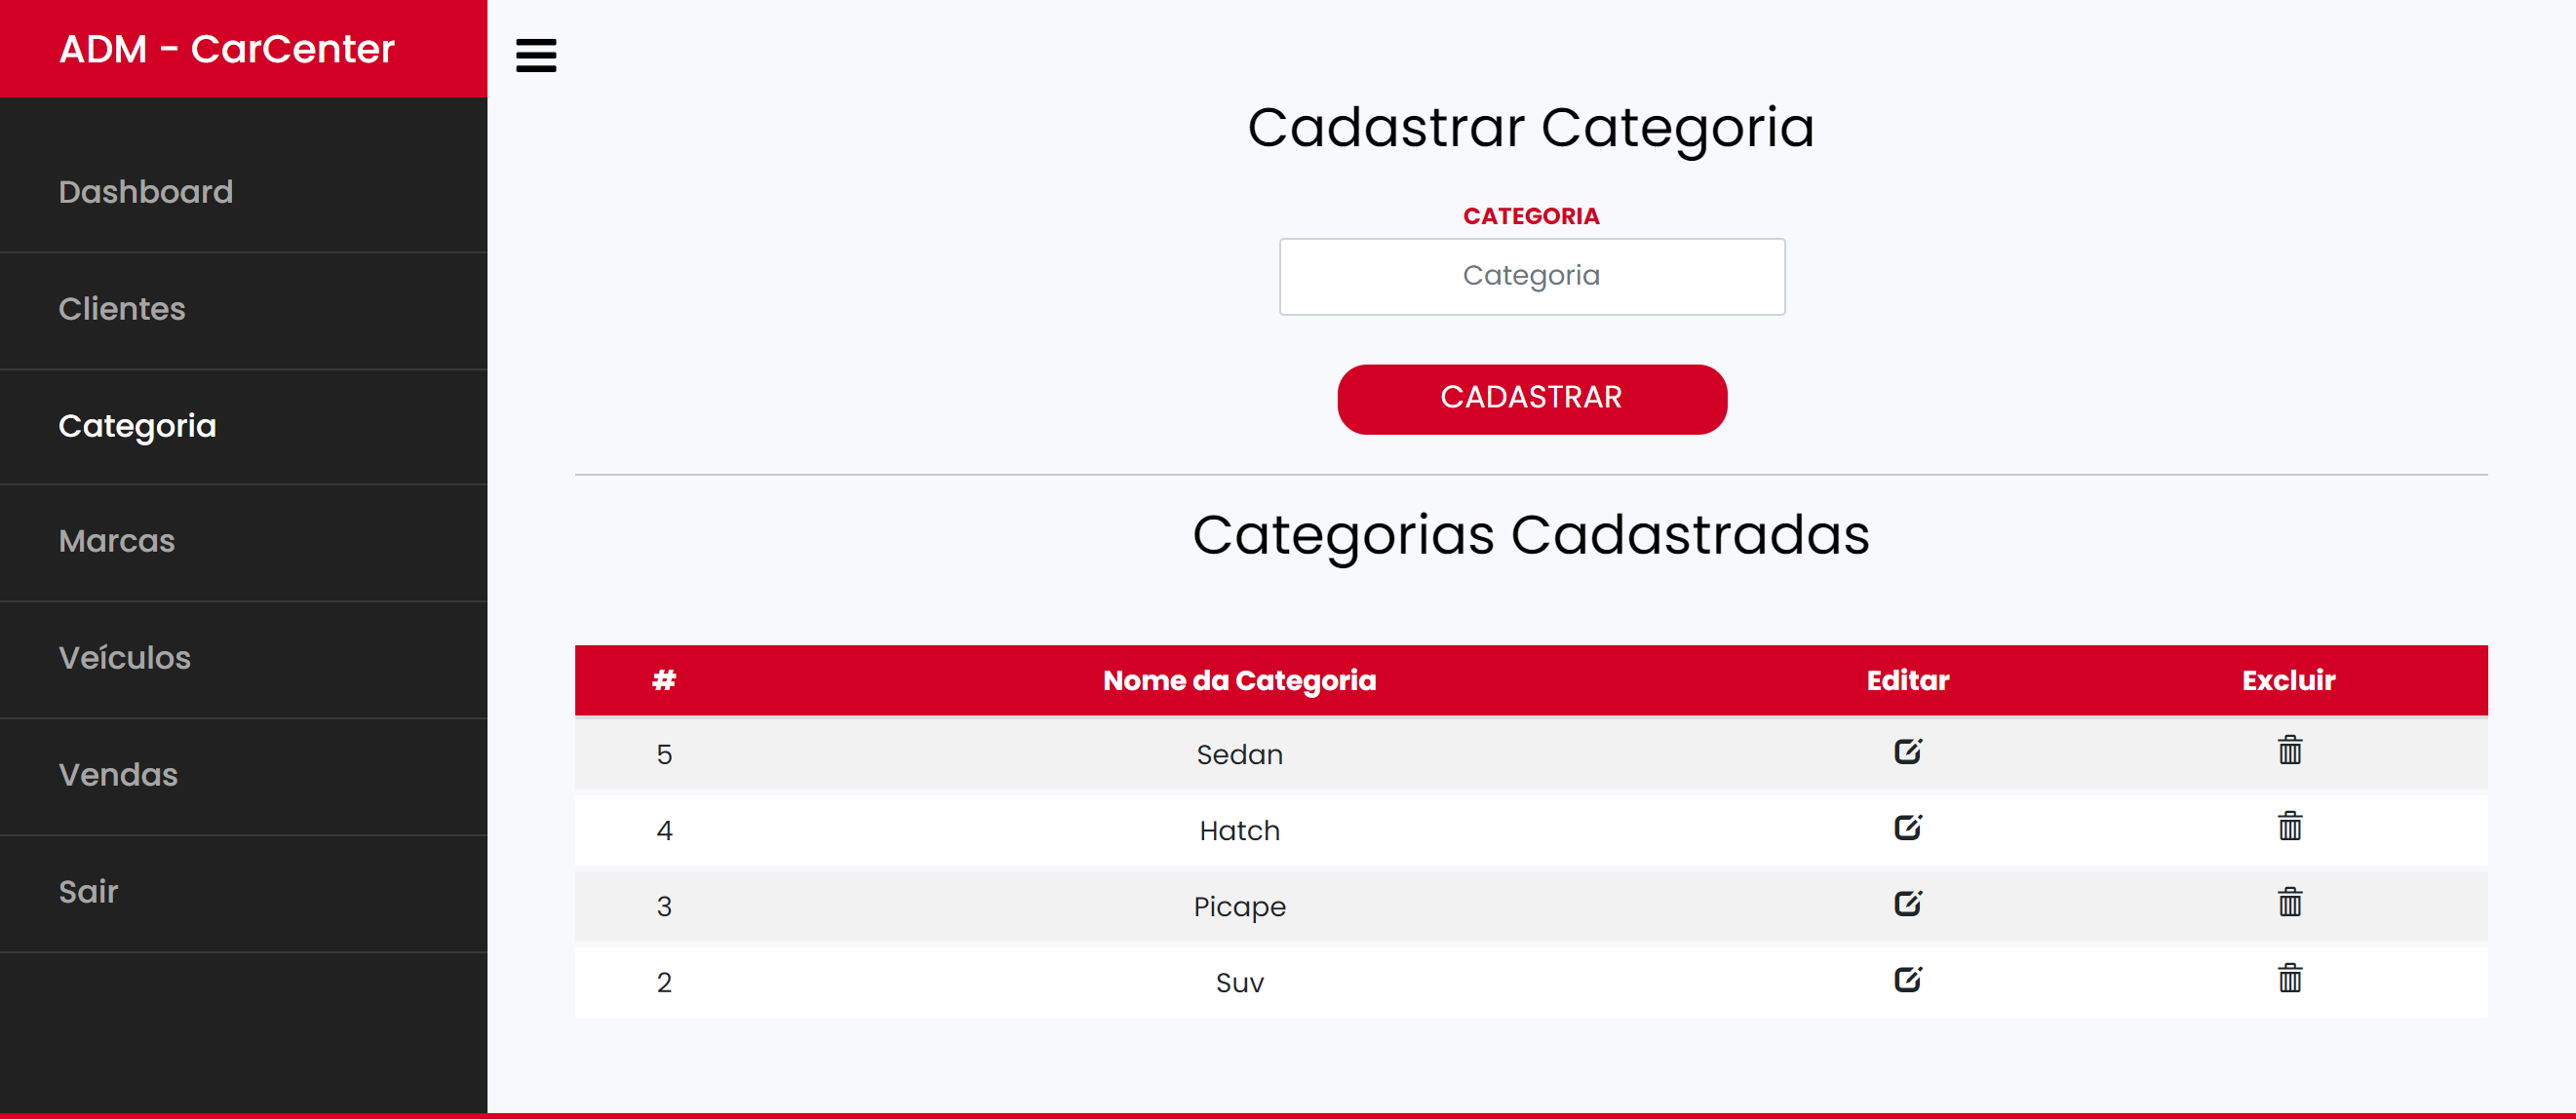 ADM - CarCenter
Dashboard
Clientes
Categoria
Marcas
Veículos
Vendas
Sair
Cadastrar Categoria
CATEGORIA
Categoria
CADASTRAR
Categorias Cadastradas
# Nome da Categoria Editar Excluir
5 Sedan
4 Hatch
3 Picape
2 Suv